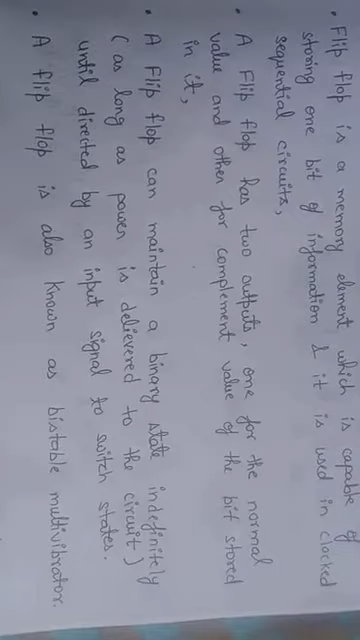 • Flip flop is a memory element which is capable of
storing one bit of information & it is used in clocked
sequential circuits,
• A Flip flop has two outputs, one for the normal
value and other for complement value of the bit stored
in it,
• A Flip flop can maintain a binary state indefinitely
(as long as power is delievered to the circuit)
until directed by an input signal to switch states.
• A flip flop is also known as bistable multivibrator.